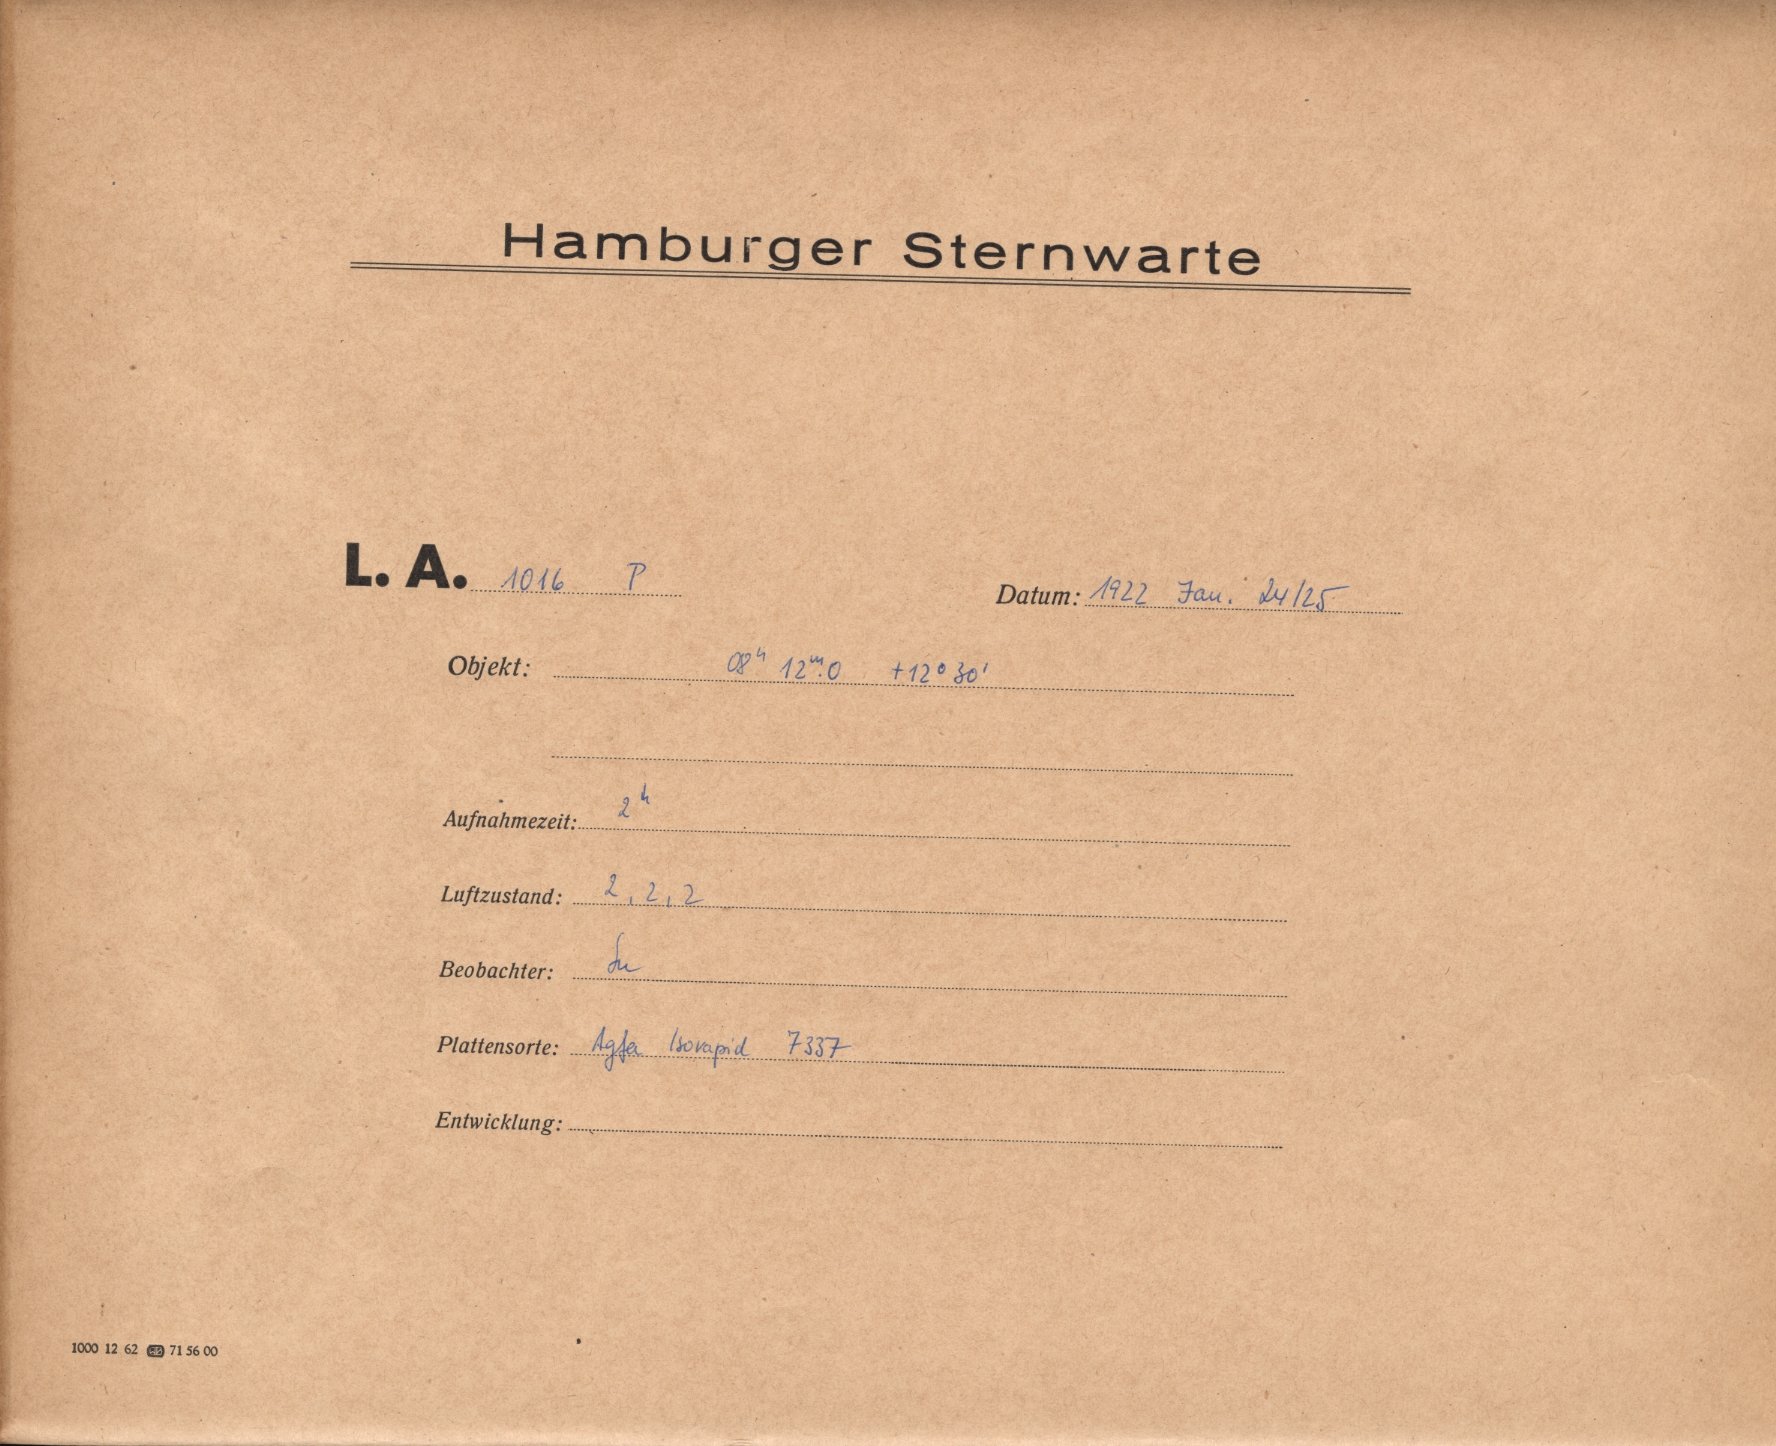 Hamburger Sternwarte
L. A. 1016 P
Datum: 1922 Jan. 24/25
Objekt: 08ʰ 12ᵐ.0 +12° 30'
Aufnahmezeit: 2ʰ
Luftzustand: 2, 2, 2
Beobachter:
Plattensorte: Agfa Isorapid 7337
Entwicklung:
1000 12 62 71 56 00